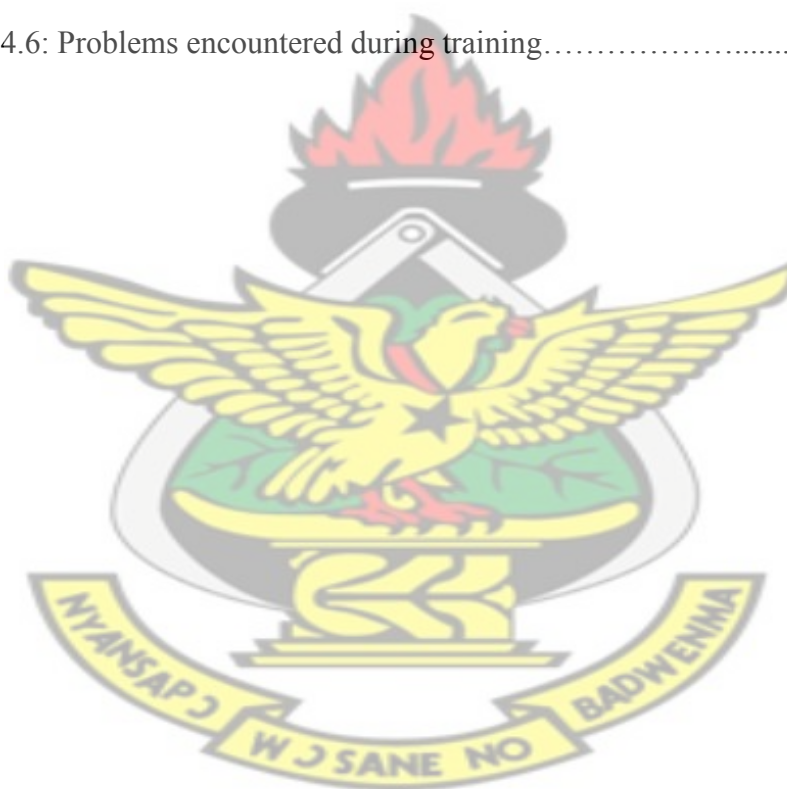 4.6: Problems encountered during training……………….......
NYANSAPƆ
WƆSANE NO
BADWENMA